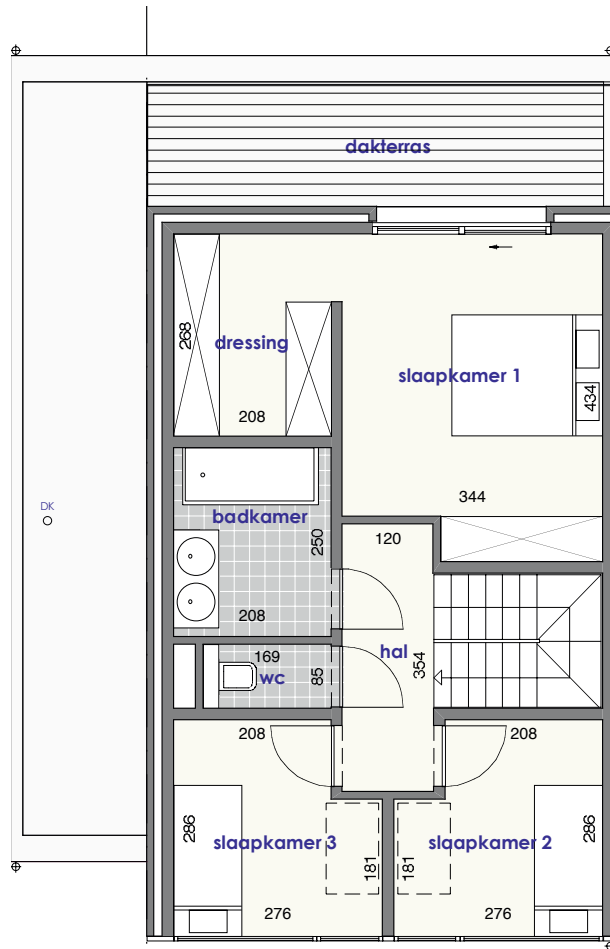 dakterras
268
dressing
slaapkamer 1
434
208
344
DK
badkamer
250
120
208
hal
169
wc
85
354
208
208
286
slaapkamer 3
181
181
slaapkamer 2
286
276
276